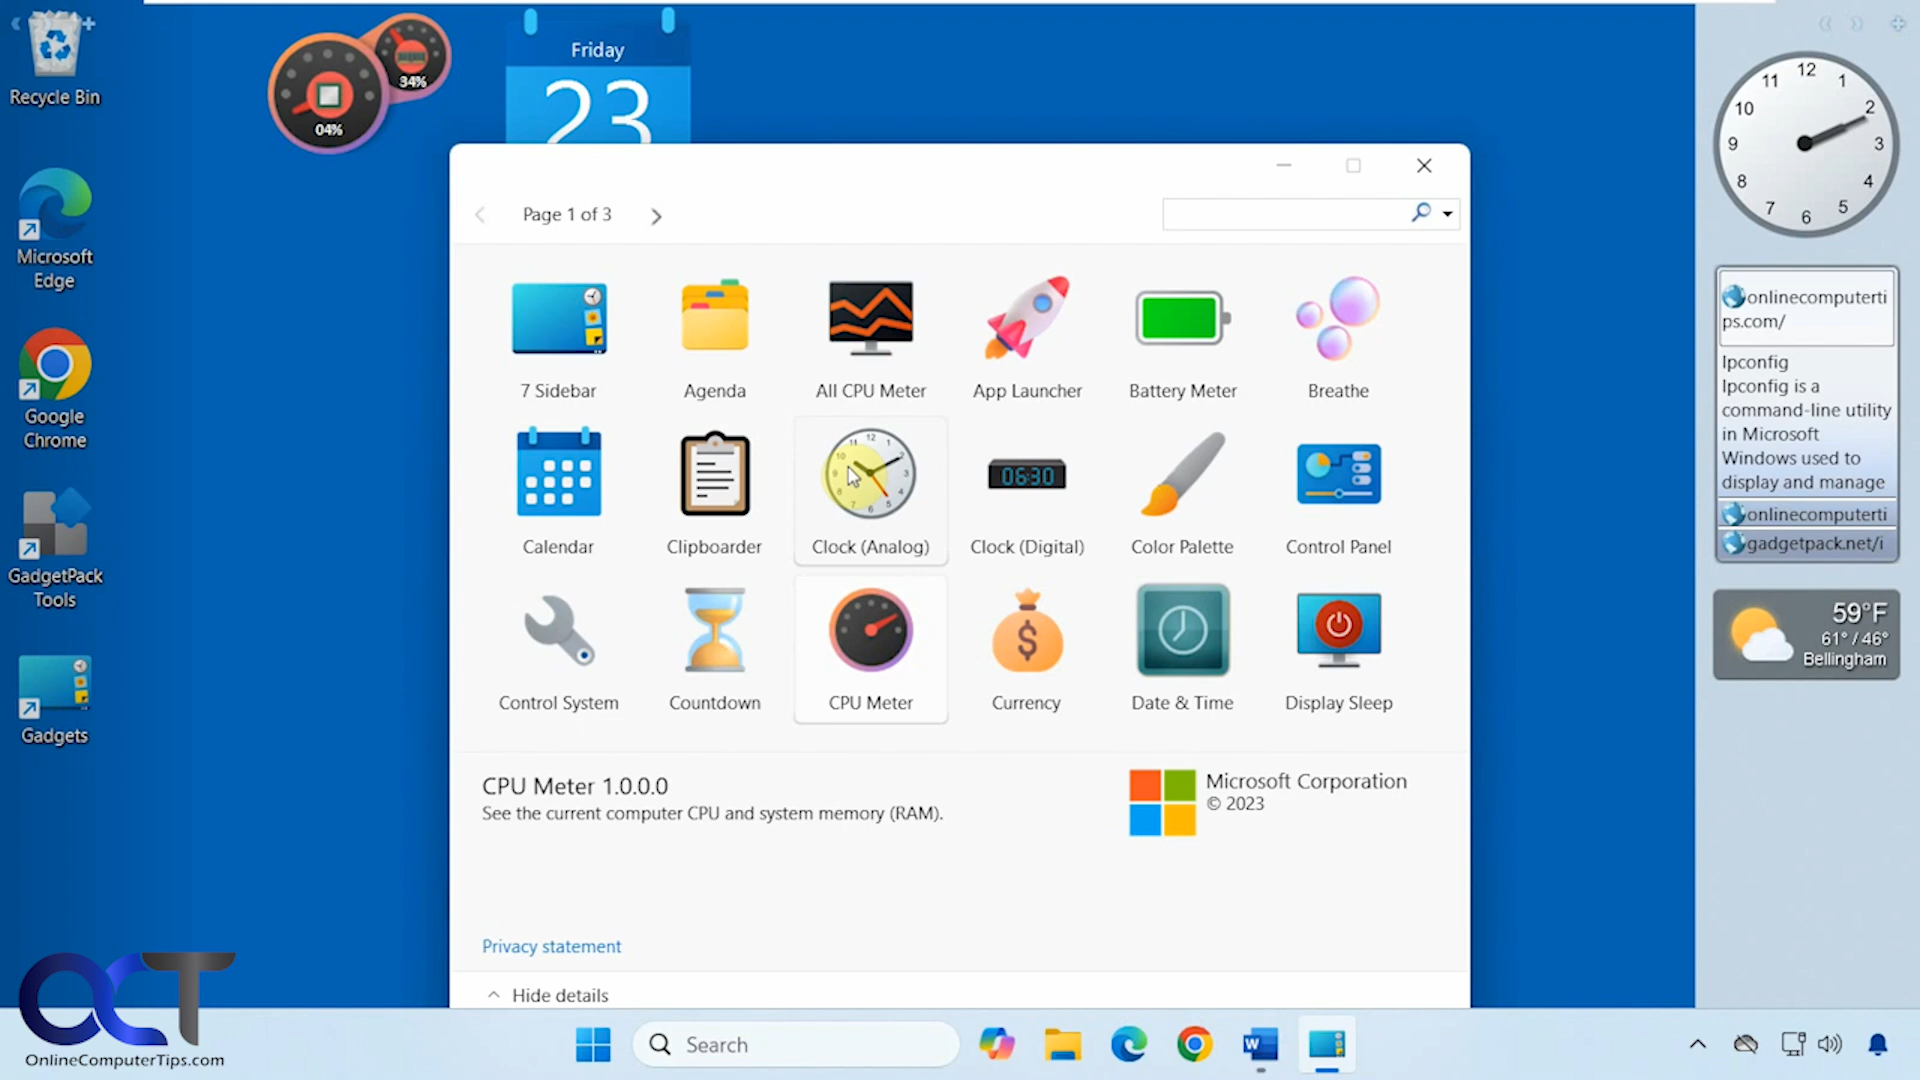 Recycle Bin
Microsoft
Edge
Google
Chrome
GadgetPack
Tools
Gadgets
04%
34%
Friday
23
Page 1 of 3
7 Sidebar
Agenda
All CPU Meter
App Launcher
Battery Meter
Breathe
Calendar
Clipboarder
Clock (Analog)
06:30
Clock (Digital)
Color Palette
Control Panel
Control System
Countdown
CPU Meter
$
Currency
Date & Time
Display Sleep
CPU Meter 1.0.0.0
See the current computer CPU and system memory (RAM).
Microsoft Corporation
© 2023
Privacy statement
Hide details
12
1
2
3
4
5
6
7
8
9
10
11
onlinecomputerti
ps.com/
Ipconfig
Ipconfig is a
command-line utility
in Microsoft
Windows used to
display and manage
onlinecomputerti
gadgetpack.net/i
59°F
61° / 46°
Bellingham
OCT
OnlineComputerTips.com
Search
W